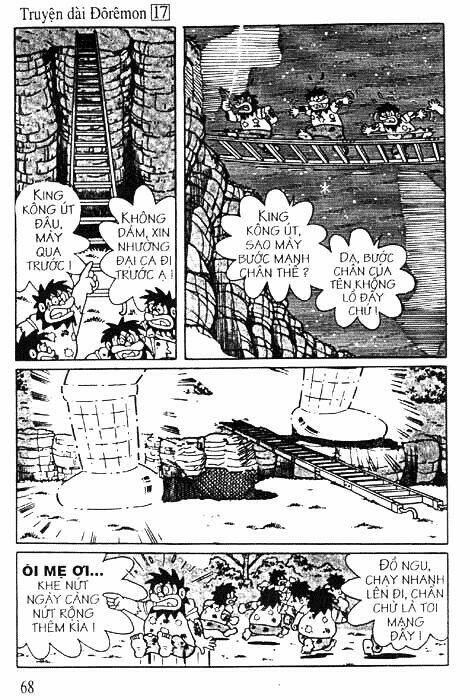 Truyện dài Đôrêmon 17
KING
KÔNG ÚT
ĐÂU,
MÀY
QUA
TRƯỚC !
KHÔNG
DÁM, XIN
NHƯỜNG
ĐẠI CA ĐI
TRƯỚC Ạ !
KING
KÔNG ÚT,
SAO MÀY
BƯỚC MẠNH
CHÂN THẾ ?
DẠ, BƯỚC
CHÂN CỦA
TÊN KHỔNG
LỒ ĐẤY
CHỨ !
ÔI MẸ ƠI...
KHE NỨT
NGÀY CÀNG
NỨT RỘNG
THÊM KÌA !
ĐỒ NGU,
CHẠY NHANH
LÊN ĐI, CHẦN
CHỪ LÀ TOI
MẠNG
ĐẤY !
68